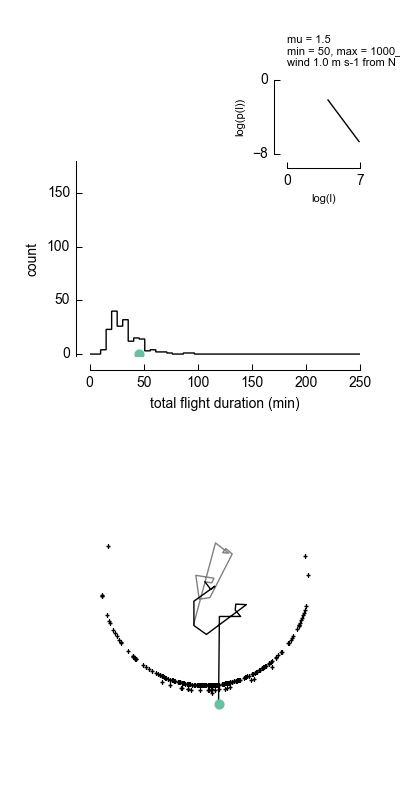 mu = 1.5
min = 50, max = 1000_
wind 1.0 m s-1 from N
0
log(p(l))
−8
0
7
log(l)
150
100
50
0
count
0
50
100
150
200
250
total flight duration (min)